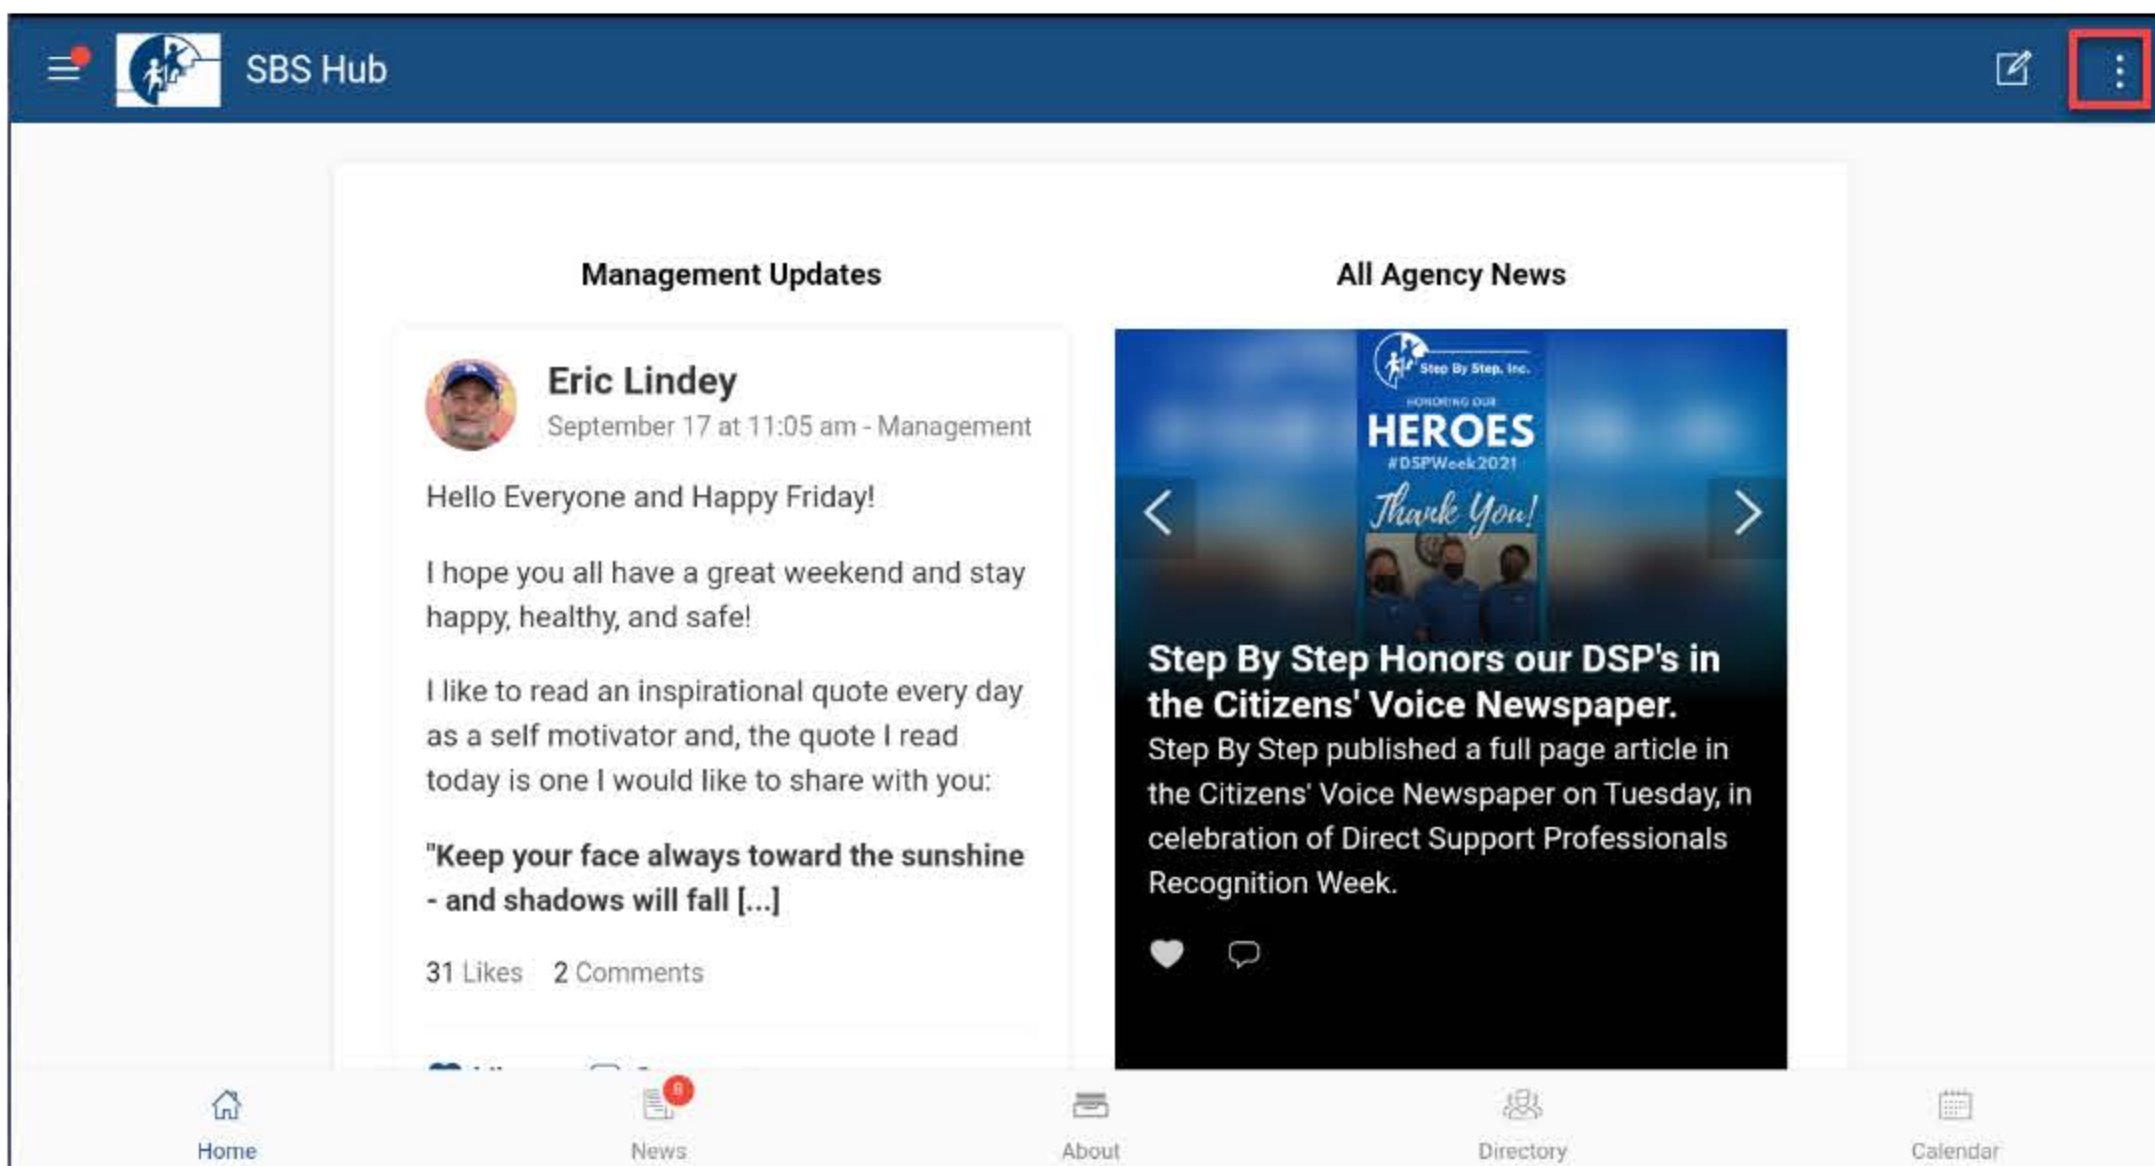 SBS Hub
Management Updates
Eric Lindey
September 17 at 11:05 am - Management
Hello Everyone and Happy Friday!
I hope you all have a great weekend and stay
happy, healthy, and safe!
I like to read an inspirational quote every day
as a self motivator and, the quote I read
today is one I would like to share with you:
"Keep your face always toward the sunshine
- and shadows will fall [...]
31 Likes 2 Comments
All Agency News
Step By Step, Inc.
HONORING OUR
HEROES
#DSPWeek2021
Thank You!
Step By Step Honors our DSP's in
the Citizens' Voice Newspaper.
Step By Step published a full page article in
the Citizens' Voice Newspaper on Tuesday, in
celebration of Direct Support Professionals
Recognition Week.
8
Home News About Directory Calendar